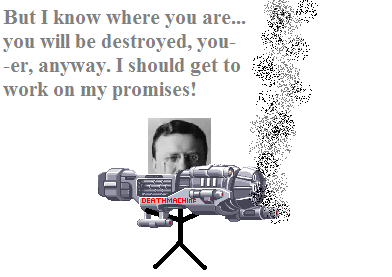 But I know where you are...
you will be destroyed, you-
-er, anyway. I should get to
work on my promises!
DEATHMACHINE